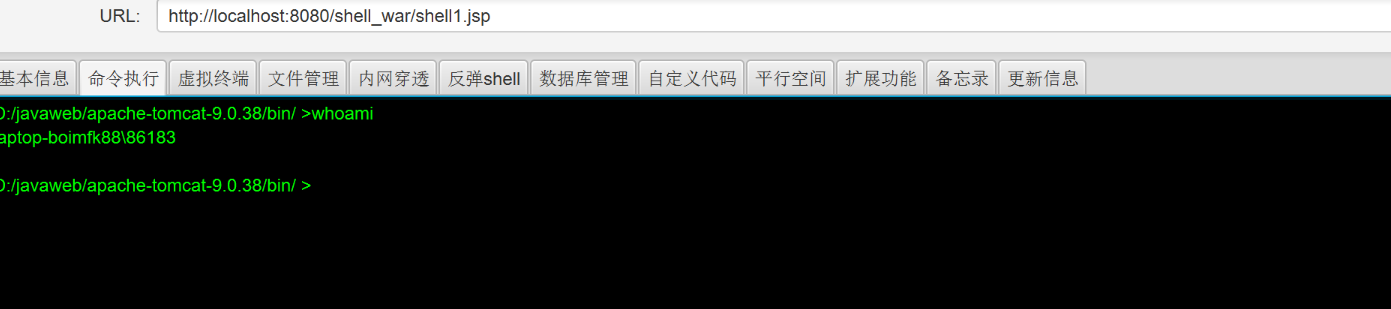 URL: http://localhost:8080/shell_war/shell1.jsp
基本信息 命令执行 虚拟终端 文件管理 内网穿透 反弹shell 数据库管理 自定义代码 平行空间 扩展功能 备忘录 更新信息
D:/javaweb/apache-tomcat-9.0.38/bin/ >whoami
laptop-boimfk88\86183
D:/javaweb/apache-tomcat-9.0.38/bin/ >